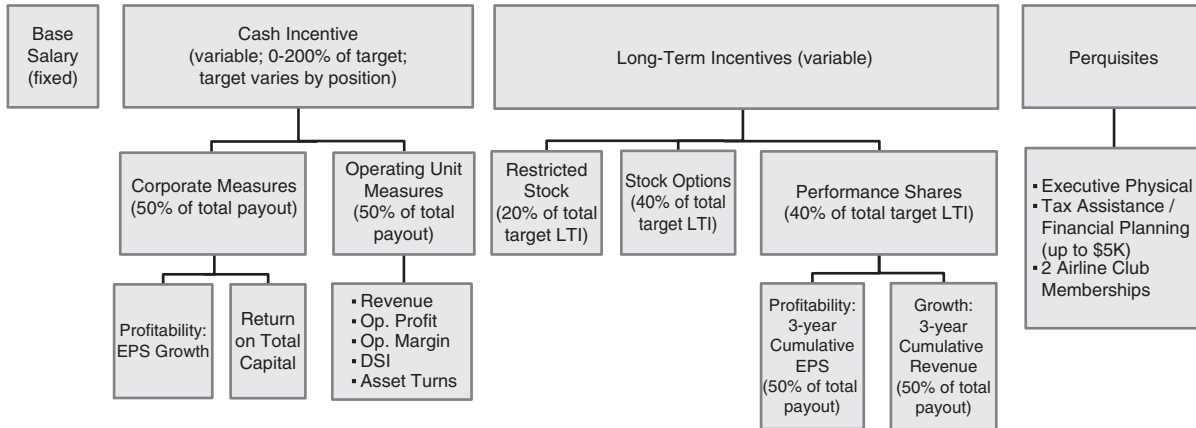 Base
Salary
(fixed)
Cash Incentive
(variable; 0-200% of target;
target varies by position)
Long-Term Incentives (variable)
Perquisites
Corporate Measures
(50% of total payout)
Operating Unit
Measures
(50% of total
payout)
Restricted
Stock
(20% of total
target LTI)
Stock Options
(40% of total
target LTI)
Performance Shares
(40% of total target LTI)
▪ Executive Physical
▪ Tax Assistance /
Financial Planning
(up to $5K)
▪ 2 Airline Club
Memberships
Profitability:
EPS Growth
Return
on Total
Capital
▪ Revenue
▪ Op. Profit
▪ Op. Margin
▪ DSI
▪ Asset Turns
Profitability:
3-year
Cumulative
EPS
(50% of total
payout)
Growth:
3-year
Cumulative
Revenue
(50% of total
payout)